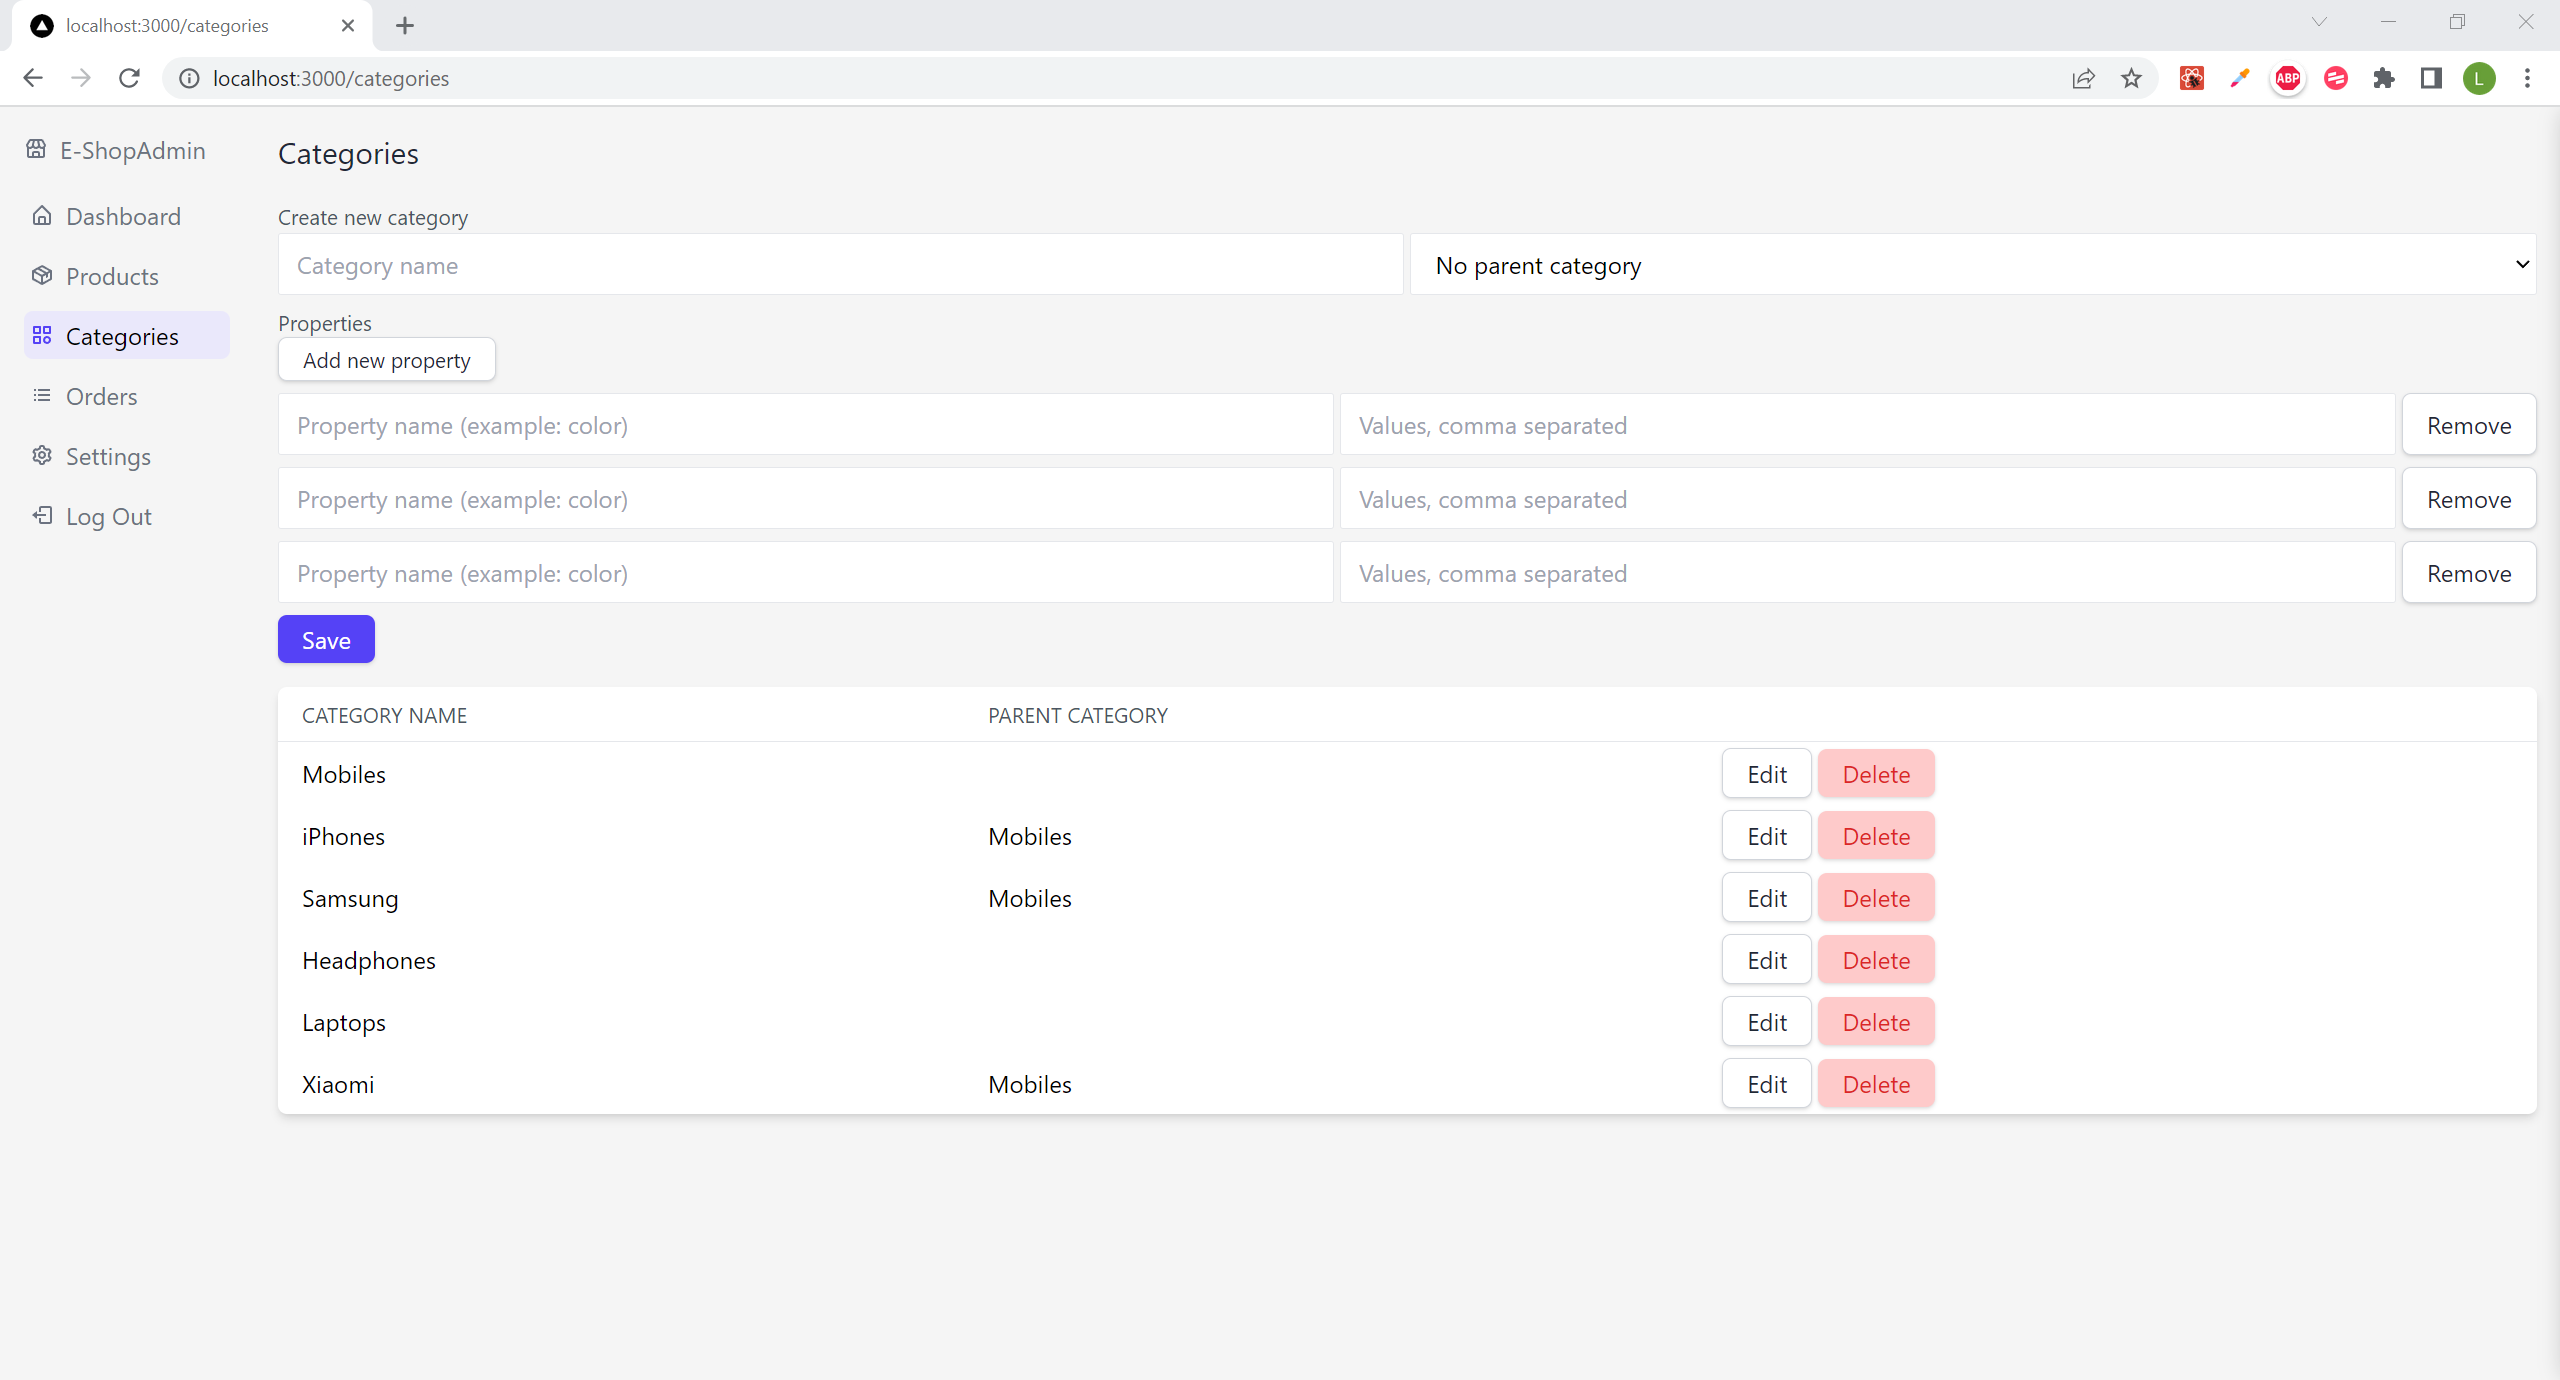 localhost:3000/categories
localhost:3000/categories
ABP
L
E-ShopAdmin
Dashboard
Products
Categories
Orders
Settings
Log Out
Categories
Create new category
Category name No parent category
Properties
Add new property
Property name (example: color) Values, comma separated Remove
Property name (example: color) Values, comma separated Remove
Property name (example: color) Values, comma separated Remove
Save
CATEGORY NAME PARENT CATEGORY
Mobiles Edit Delete
iPhones Mobiles Edit Delete
Samsung Mobiles Edit Delete
Headphones Edit Delete
Laptops Edit Delete
Xiaomi Mobiles Edit Delete